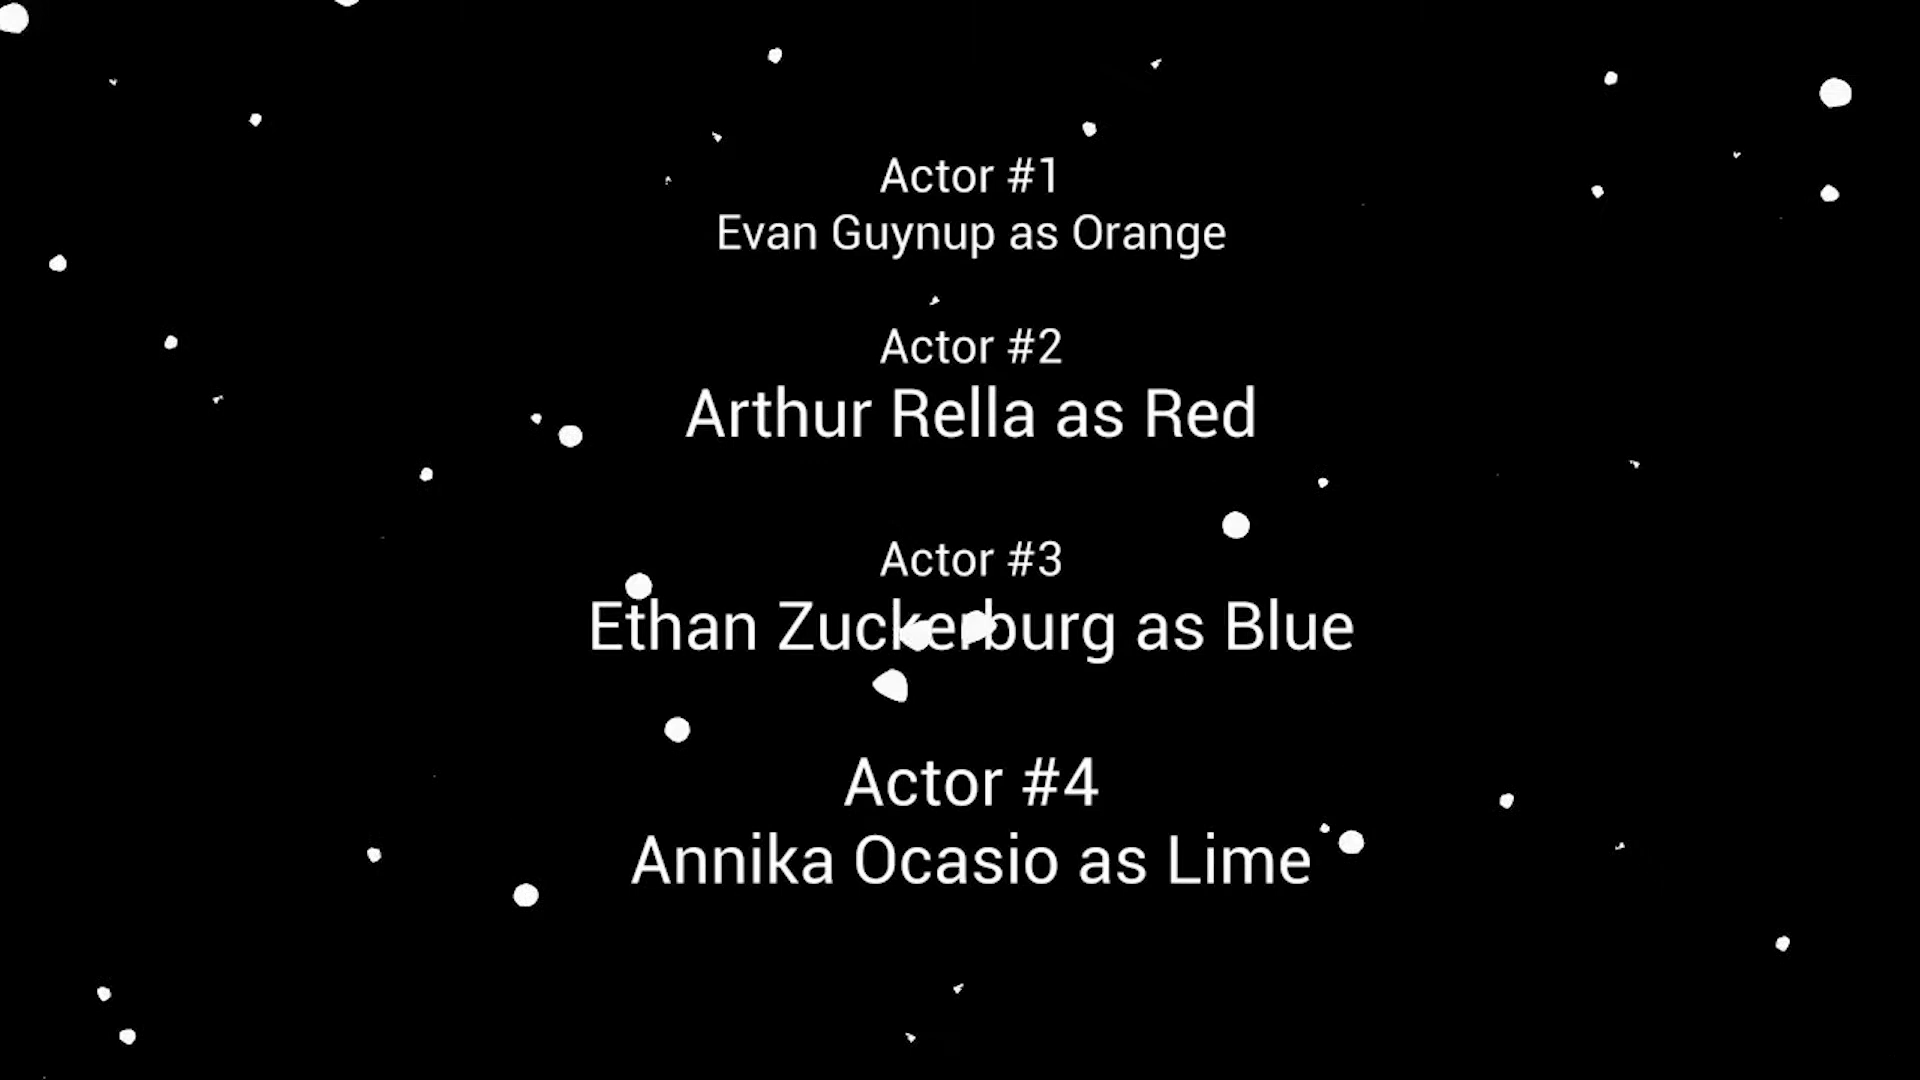 Actor #1
Evan Guynup as Orange
Actor #2
Arthur Rella as Red
Actor #3
Ethan Zuckerburg as Blue
Actor #4
Annika Ocasio as Lime